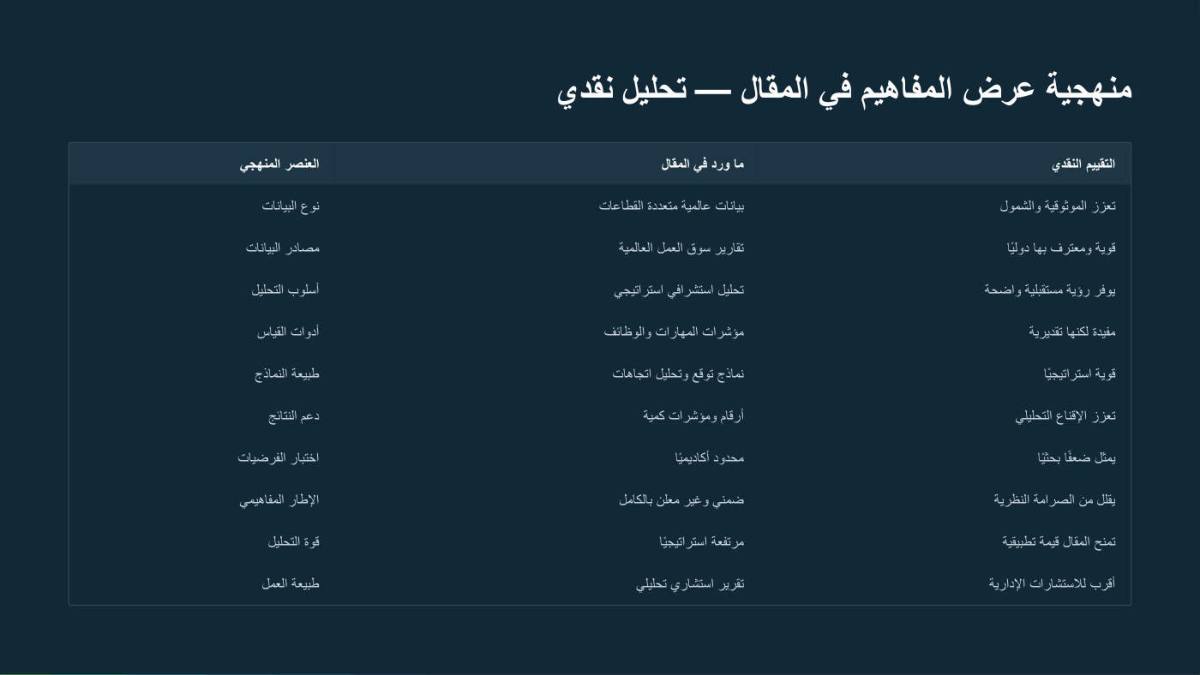 منهجية عرض المفاهيم في المقال — تحليل نقدي
التقييم النقدي ما ورد في المقال العنصر المنهجي
تعزز الموثوقية والشمول بيانات عالمية متعددة القطاعات نوع البيانات
قوية ومعترف بها دوليًا تقارير سوق العمل العالمية مصادر البيانات
يوفر رؤية مستقبلية واضحة تحليل استشرافي استراتيجي أسلوب التحليل
مفيدة لكنها تقديرية مؤشرات المهارات والوظائف أدوات القياس
قوية استراتيجيًا نماذج توقع وتحليل اتجاهات طبيعة النماذج
تعزز الإقناع التحليلي أرقام ومؤشرات كمية دعم النتائج
يمثل ضعفًا بحثيًا محدود أكاديميًا اختبار الفرضيات
يقلل من الصرامة النظرية ضمني وغير معلن بالكامل الإطار المفاهيمي
تمنح المقال قيمة تطبيقية مرتفعة استراتيجيًا قوة التحليل
أقرب للاستشارات الإدارية تقرير استشاري تحليلي طبيعة العمل